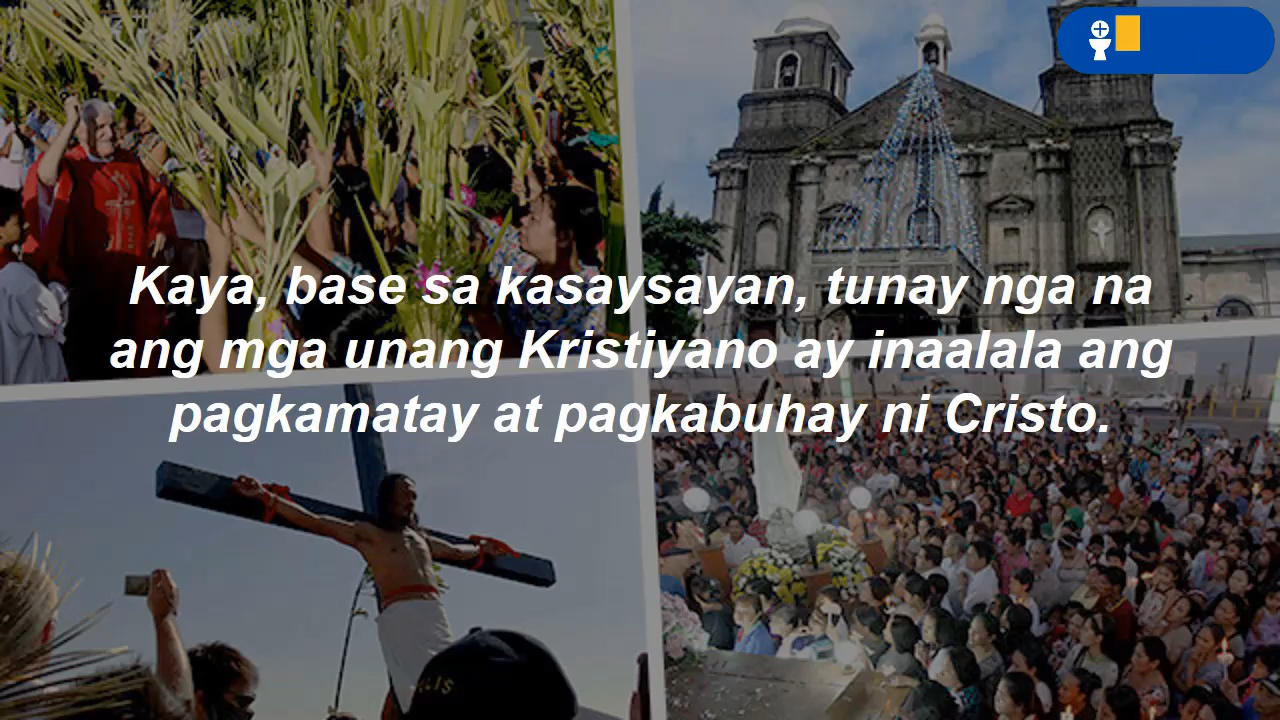 Kaya, base sa kasaysayan, tunay nga na
ang mga unang Kristiyano ay inaalala ang
pagkamatay at pagkabuhay ni Cristo.